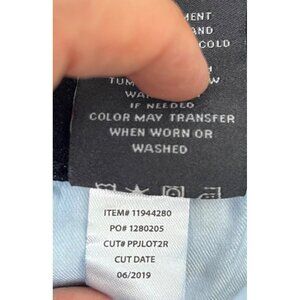 MENT
AND
COLD
TUM
W
WA
IF NEEDED
COLOR MAY TRANSFER
WHEN WORN OR
WASHED
ITEM# 11944280
PO# 1280205
CUT# PPJLOT2R
CUT DATE
06/2019